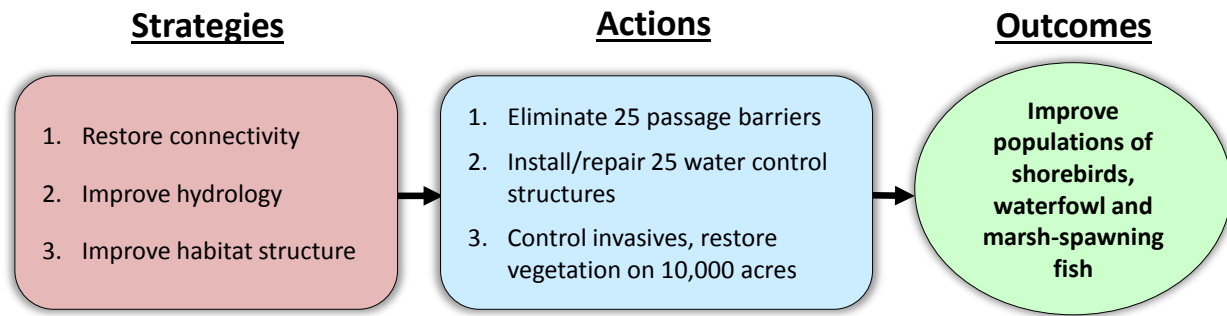 Strategies
1. Restore connectivity
2. Improve hydrology
3. Improve habitat structure
Actions
1. Eliminate 25 passage barriers
2. Install/repair 25 water control
structures
3. Control invasives, restore
vegetation on 10,000 acres
Outcomes
Improve
populations of
shorebirds,
waterfowl and
marsh-spawning
fish